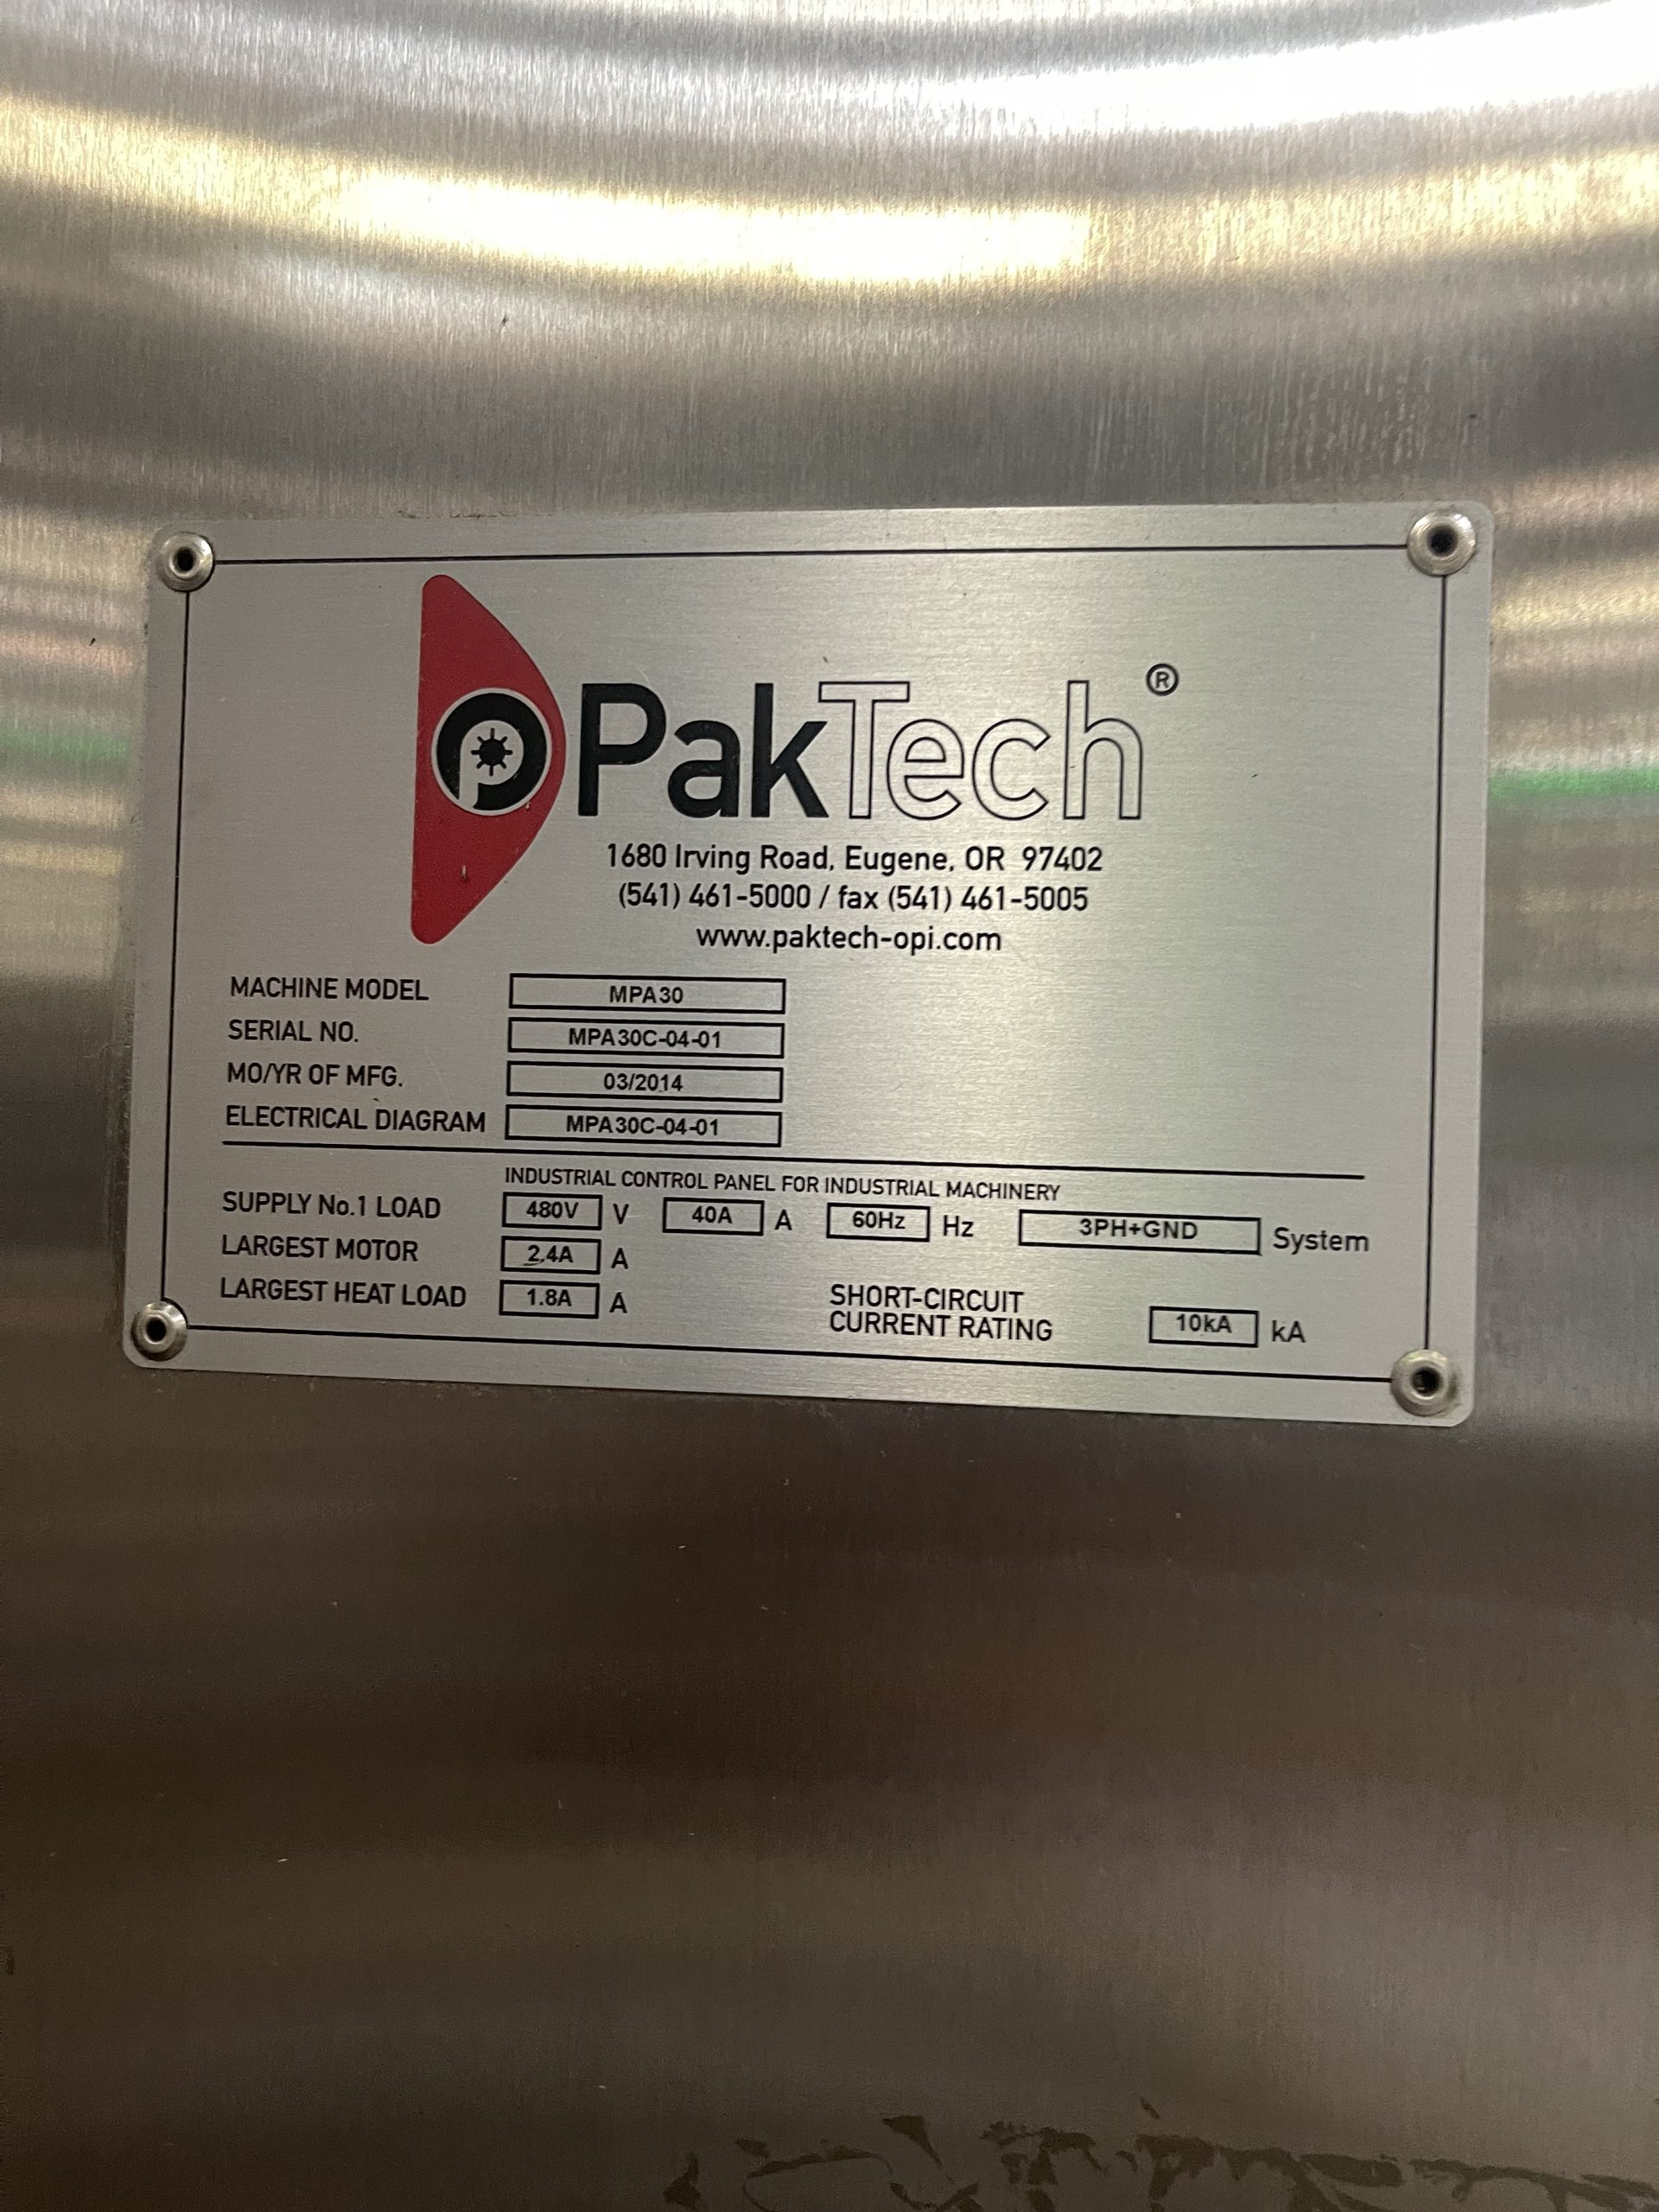 PakTech®
1680 Irving Road, Eugene, OR 97402
(541) 461-5000 / fax (541) 461-5005
www.paktech-opi.com
MACHINE MODEL MPA30
SERIAL NO. MPA30C-04-01
MO/YR OF MFG. 03/2014
ELECTRICAL DIAGRAM MPA30C-04-01
INDUSTRIAL CONTROL PANEL FOR INDUSTRIAL MACHINERY
SUPPLY No.1 LOAD 480V V 40A A 60Hz Hz 3PH+GND System
LARGEST MOTOR 2.4A A
LARGEST HEAT LOAD 1.8A A
SHORT-CIRCUIT
CURRENT RATING 10kA kA